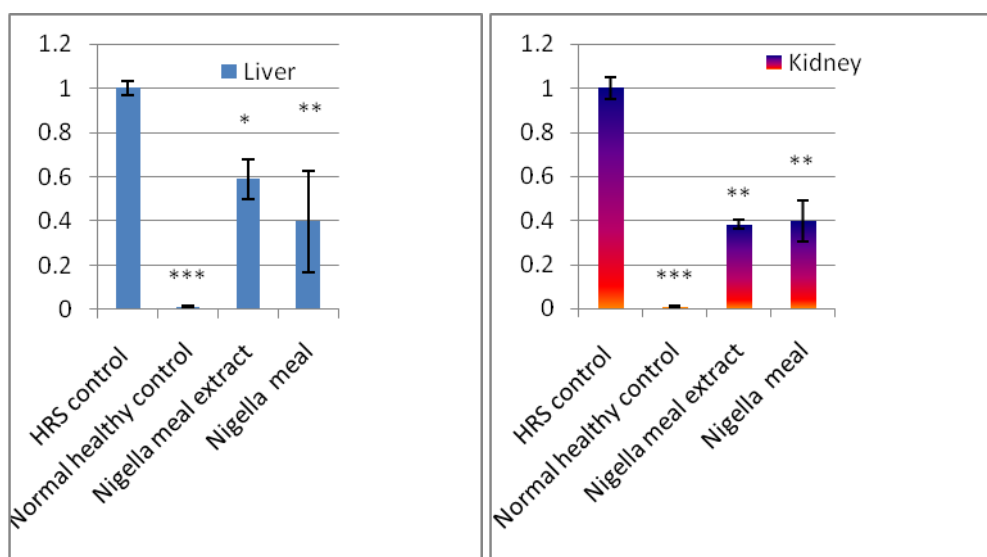 1.2
1
0.8
0.6
0.4
0.2
0
Liver
*
**
***
HRS control
Normal healthy control
Nigella meal extract
Nigella meal
1.2
1
0.8
0.6
0.4
0.2
0
Kidney
**
**
***
HRS control
Normal healthy control
Nigella meal extract
Nigella meal